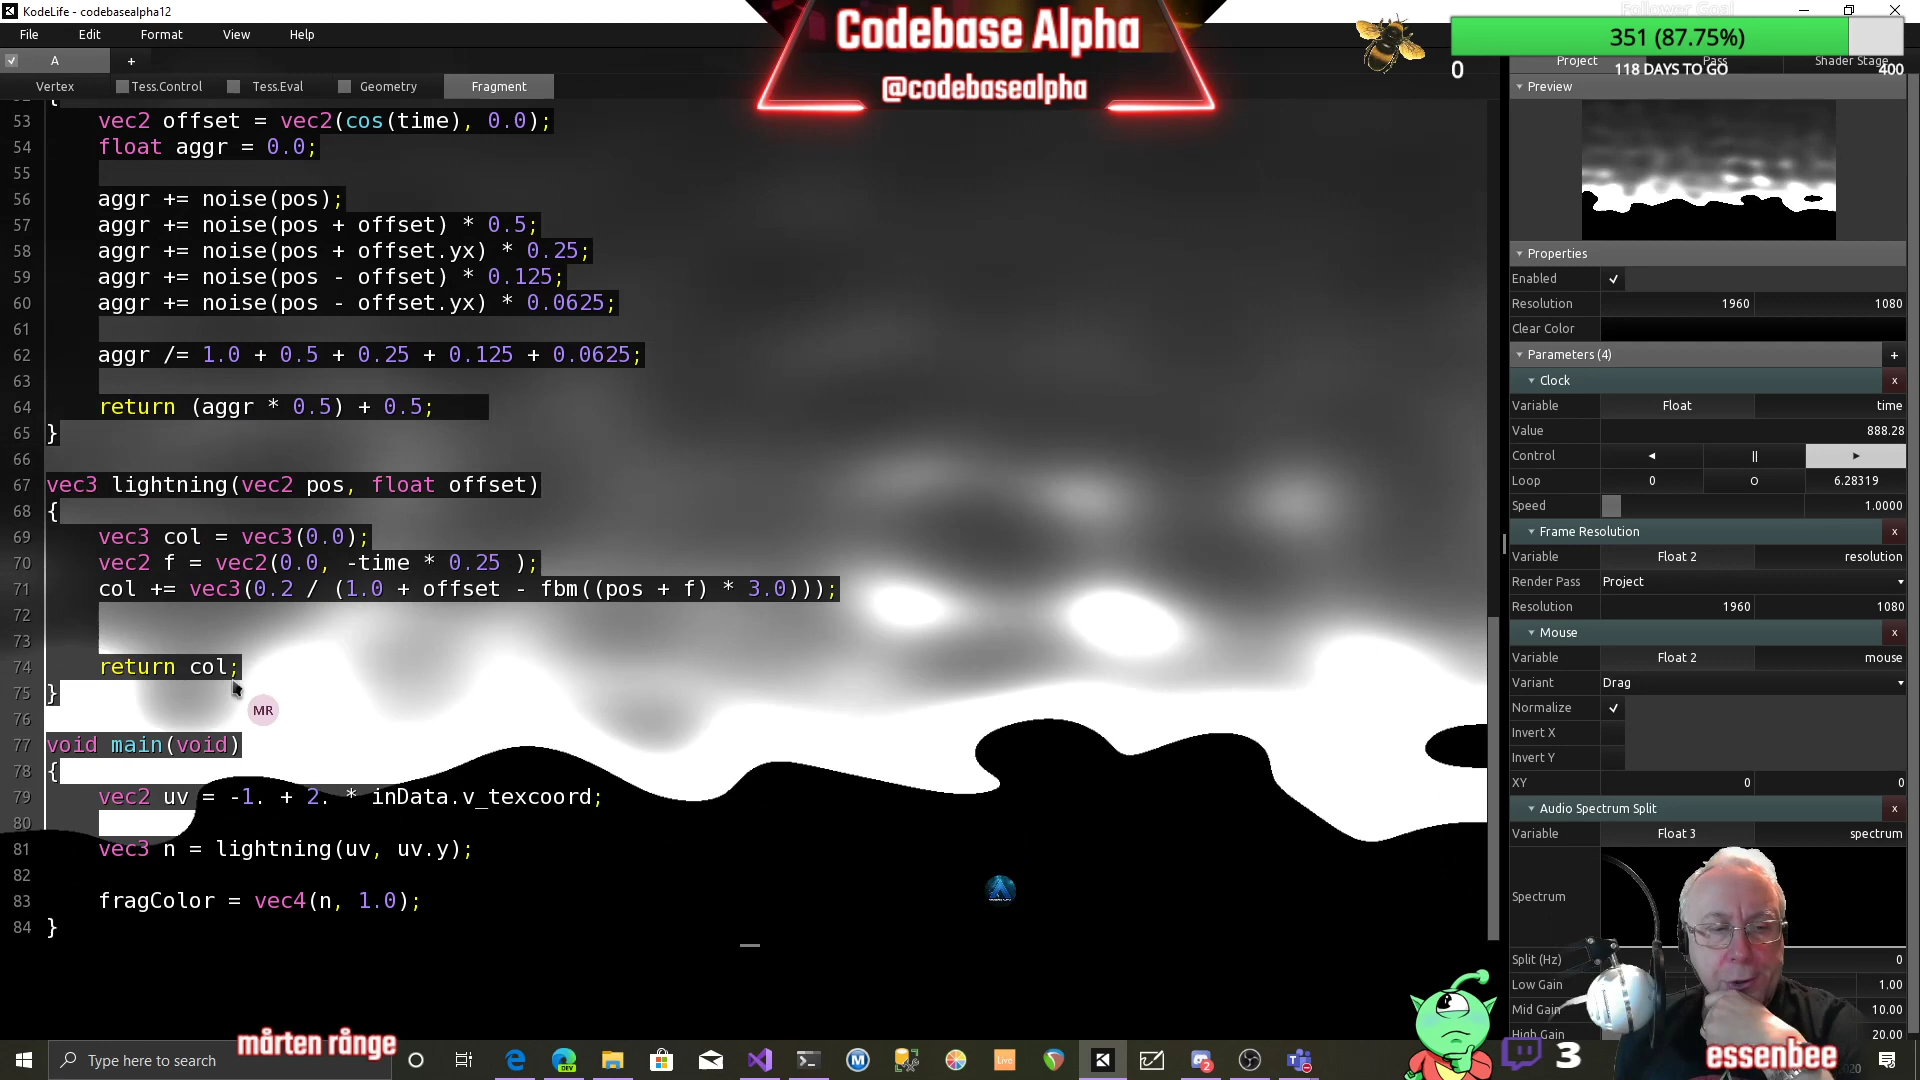 KodeLife - codebasealpha12
File Edit Format View Help
A +
Vertex Tess.Control Tess.Eval Geometry Fragment
Codebase Alpha
@codebasealpha
Follower Goal
351 (87.75%)
0 118 DAYS TO GO 400
Project Pass Shader Stage
53 vec2 offset = vec2(cos(time), 0.0);
54 float aggr = 0.0;
55
56 aggr += noise(pos);
57 aggr += noise(pos + offset) * 0.5;
58 aggr += noise(pos + offset.yx) * 0.25;
59 aggr += noise(pos - offset) * 0.125;
60 aggr += noise(pos - offset.yx) * 0.0625;
61
62 aggr /= 1.0 + 0.5 + 0.25 + 0.125 + 0.0625;
63
64 return (aggr * 0.5) + 0.5;
65 }
66
67 vec3 lightning(vec2 pos, float offset)
68 {
69 vec3 col = vec3(0.0);
70 vec2 f = vec2(0.0, -time * 0.25 );
71 col += vec3(0.2 / (1.0 + offset - fbm((pos + f) * 3.0)));
72
73
74 return col;
75 }
MR
76
77 void main(void)
78 {
79 vec2 uv = -1. + 2. * inData.v_texcoord;
80
81 vec3 n = lightning(uv, uv.y);
82
83 fragColor = vec4(n, 1.0);
84 }
Preview
Properties
Enabled
Resolution 1960 1080
Clear Color
Parameters (4) +
Clock x
Variable Float time
Value 888.28
Control
Loop 0 O 6.28319
Speed 1.0000
Frame Resolution x
Variable Float 2 resolution
Render Pass Project
Resolution 1960 1080
Mouse x
Variable Float 2 mouse
Variant Drag
Normalize
Invert X
Invert Y
XY 0 0
Audio Spectrum Split x
Variable Float 3 spectrum
Spectrum
Split (Hz) 0
Low Gain 1.00
Mid Gain 10.00
High Gain 20.00
mårten rånge
essenbee
3
Type here to search